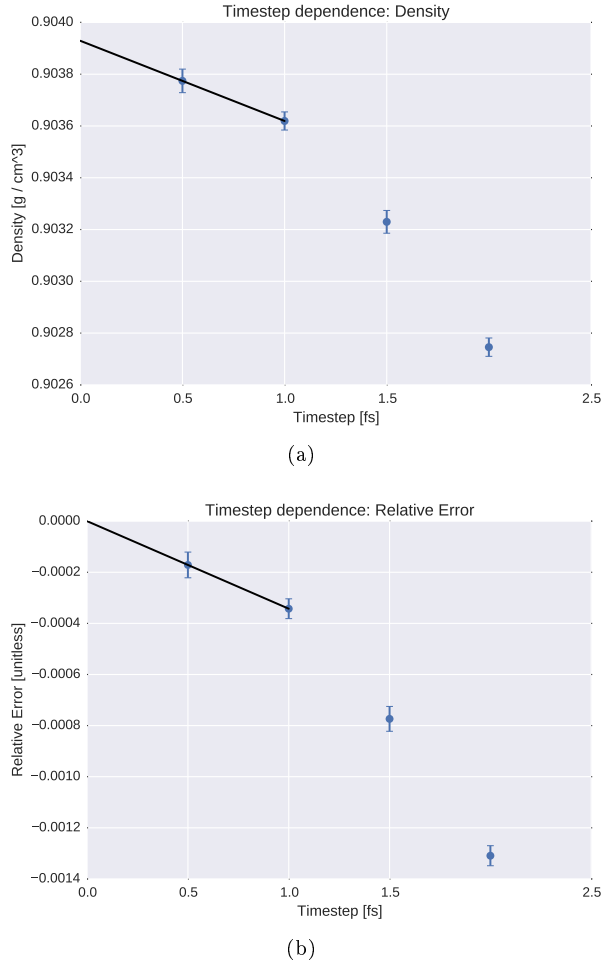 Timestep dependence: Density
0.9040
0.9038
0.9036
0.9034
0.9032
0.9030
0.9028
0.9026
Density [g / cm^3]
0.0 0.5 1.0 1.5 2.5
Timestep [fs]
(a)
Timestep dependence: Relative Error
0.0000
−0.0002
−0.0004
−0.0006
−0.0008
−0.0010
−0.0012
−0.0014
Relative Error [unitless]
0.0 0.5 1.0 1.5 2.5
Timestep [fs]
(b)